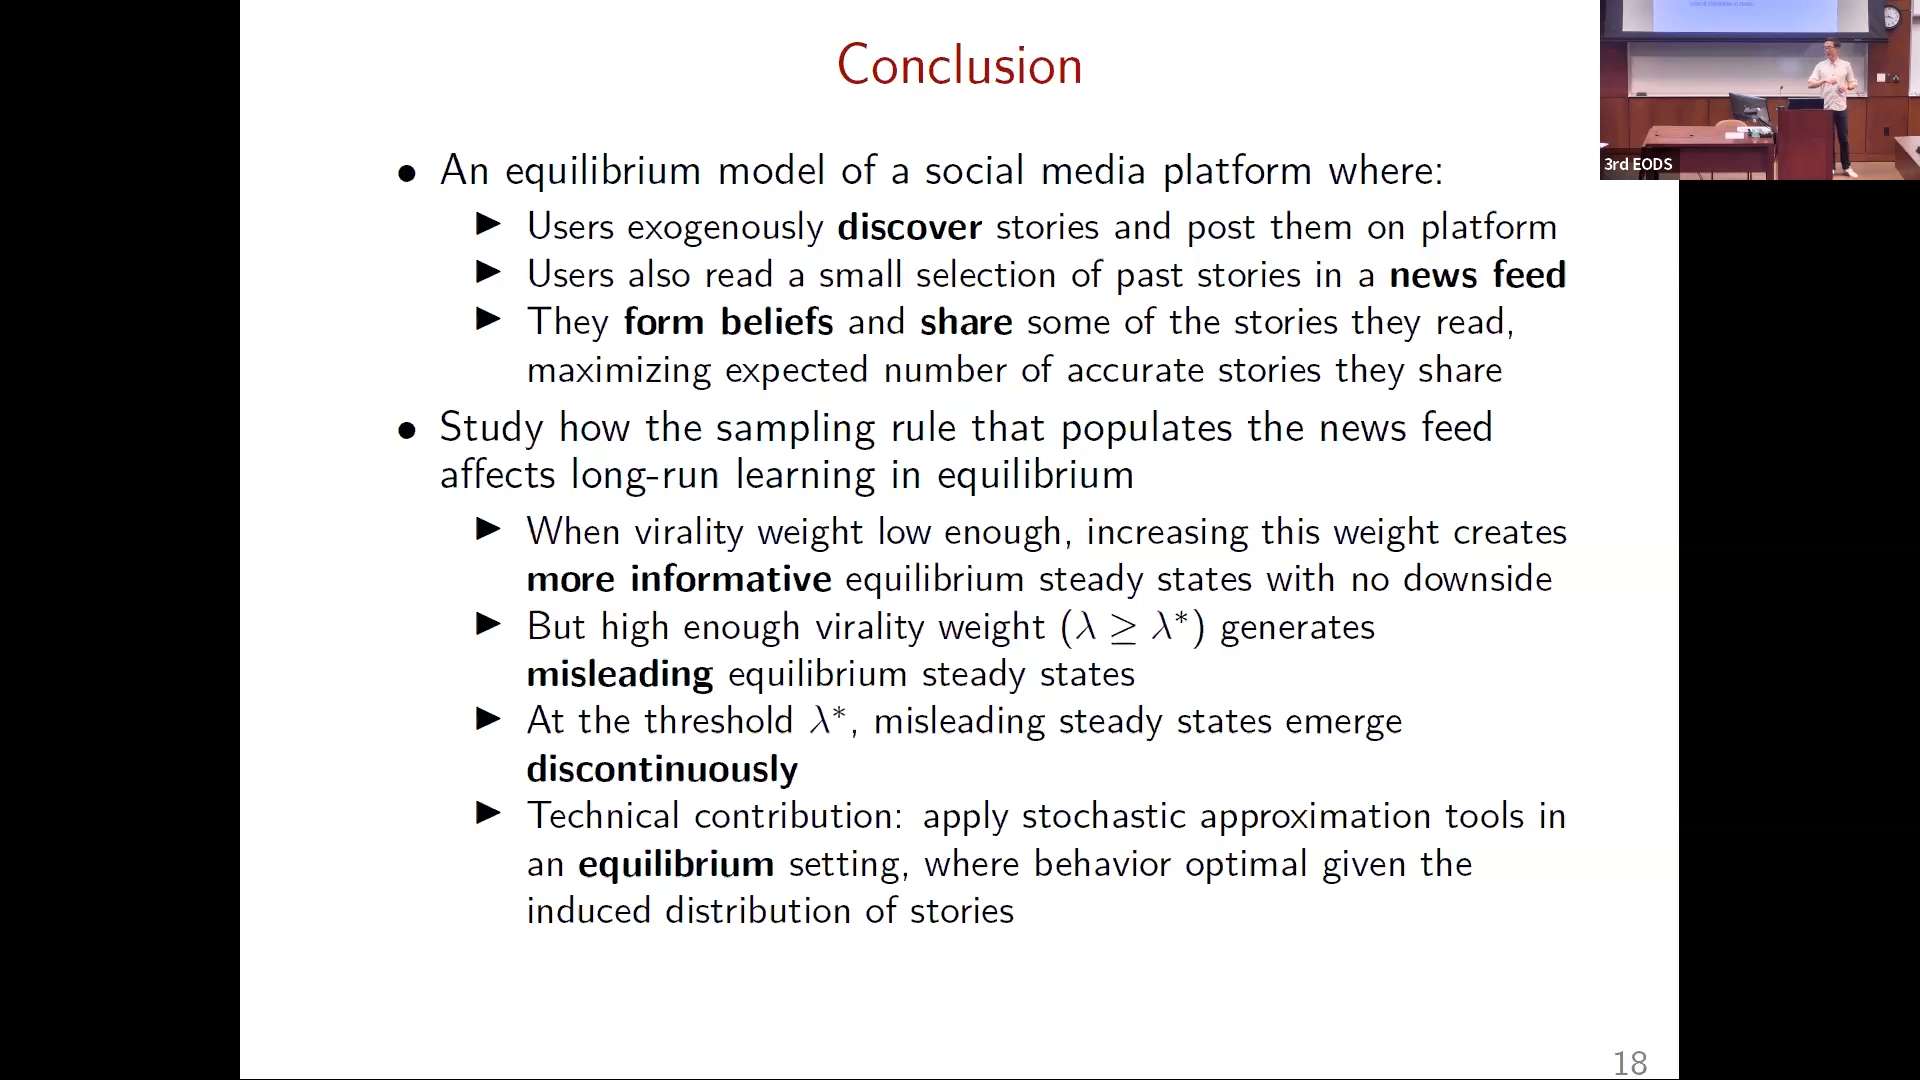 Conclusion
• An equilibrium model of a social media platform where:
▶ Users exogenously discover stories and post them on platform
▶ Users also read a small selection of past stories in a news feed
▶ They form beliefs and share some of the stories they read,
maximizing expected number of accurate stories they share
• Study how the sampling rule that populates the news feed
affects long-run learning in equilibrium
▶ When virality weight low enough, increasing this weight creates
more informative equilibrium steady states with no downside
▶ But high enough virality weight (λ ≥ λ*) generates
misleading equilibrium steady states
▶ At the threshold λ*, misleading steady states emerge
discontinuously
▶ Technical contribution: apply stochastic approximation tools in
an equilibrium setting, where behavior optimal given the
induced distribution of stories
18
3rd EODS